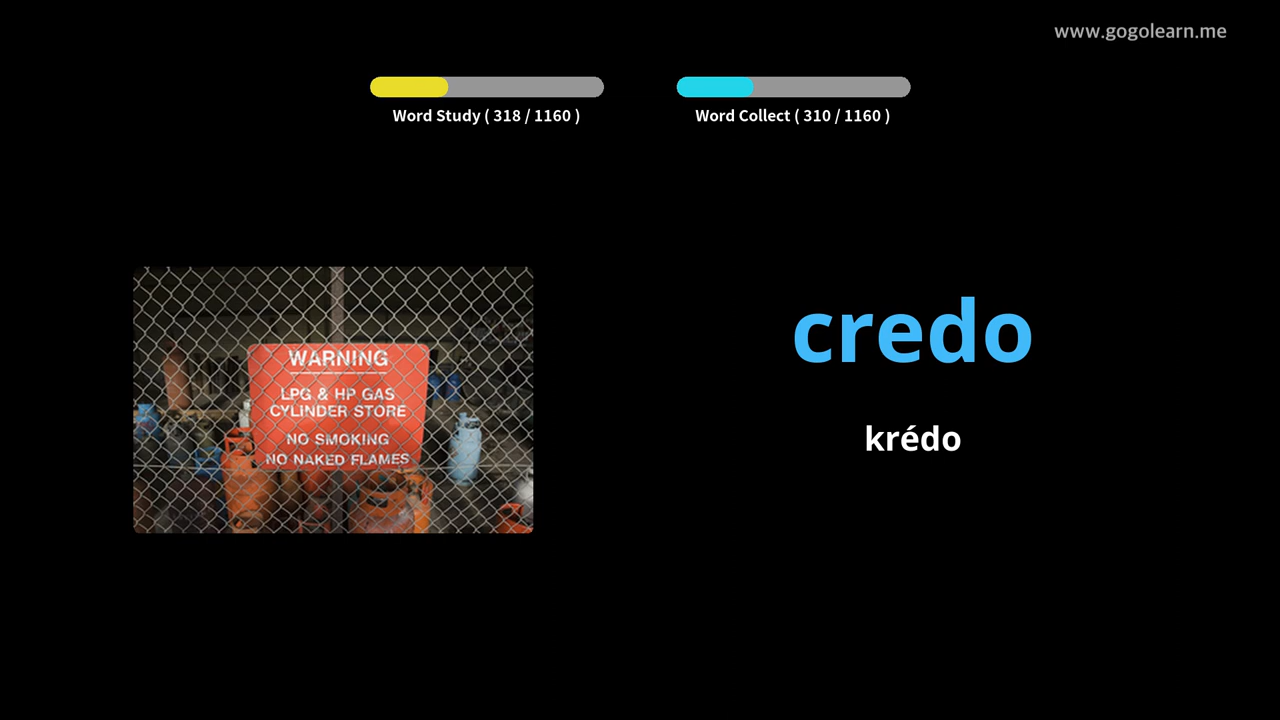 www.gogolearn.me
Word Study ( 318 / 1160 )
Word Collect ( 310 / 1160 )
WARNING
LPG & HP GAS
CYLINDER STORE
NO SMOKING
NO NAKED FLAMES
credo
krédo